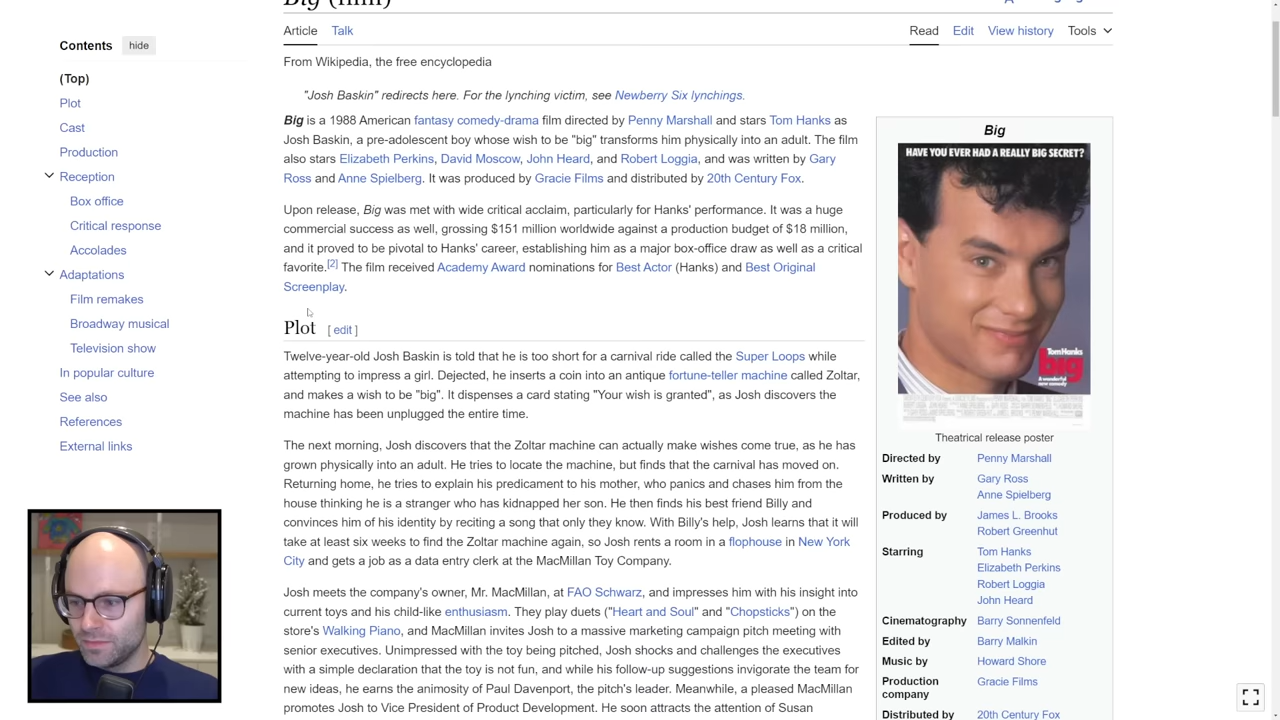 Big (film)
Article Talk Read Edit View history Tools
From Wikipedia, the free encyclopedia
"Josh Baskin" redirects here. For the lynching victim, see Newberry Six lynchings.
Big is a 1988 American fantasy comedy-drama film directed by Penny Marshall and stars Tom Hanks as
Josh Baskin, a pre-adolescent boy whose wish to be "big" transforms him physically into an adult. The film
also stars Elizabeth Perkins, David Moscow, John Heard, and Robert Loggia, and was written by Gary
Ross and Anne Spielberg. It was produced by Gracie Films and distributed by 20th Century Fox.
Upon release, Big was met with wide critical acclaim, particularly for Hanks' performance. It was a huge
commercial success as well, grossing $151 million worldwide against a production budget of $18 million,
and it proved to be pivotal to Hanks' career, establishing him as a major box-office draw as well as a critical
favorite.[2] The film received Academy Award nominations for Best Actor (Hanks) and Best Original
Screenplay.
Plot [ edit ]
Twelve-year-old Josh Baskin is told that he is too short for a carnival ride called the Super Loops while
attempting to impress a girl. Dejected, he inserts a coin into an antique fortune-teller machine called Zoltar,
and makes a wish to be "big". It dispenses a card stating "Your wish is granted", as Josh discovers the
machine has been unplugged the entire time.
The next morning, Josh discovers that the Zoltar machine can actually make wishes come true, as he has
grown physically into an adult. He tries to locate the machine, but finds that the carnival has moved on.
Returning home, he tries to explain his predicament to his mother, who panics and chases him from the
house thinking he is a stranger who has kidnapped her son. He then finds his best friend Billy and
convinces him of his identity by reciting a song that only they know. With Billy's help, Josh learns that it will
take at least six weeks to find the Zoltar machine again, so Josh rents a room in a flophouse in New York
City and gets a job as a data entry clerk at the MacMillan Toy Company.
Josh meets the company's owner, Mr. MacMillan, at FAO Schwarz, and impresses him with his insight into
current toys and his child-like enthusiasm. They play duets ("Heart and Soul" and "Chopsticks") on the
store's Walking Piano, and MacMillan invites Josh to a massive marketing campaign pitch meeting with
senior executives. Unimpressed with the toy being pitched, Josh shocks and challenges the executives
with a simple declaration that the toy is not fun, and while his follow-up suggestions invigorate the team for
new ideas, he earns the animosity of Paul Davenport, the pitch's leader. Meanwhile, a pleased MacMillan
promotes Josh to Vice President of Product Development. He soon attracts the attention of Susan
Contents hide
(Top)
Plot
Cast
Production
Reception
Box office
Critical response
Accolades
Adaptations
Film remakes
Broadway musical
Television show
In popular culture
See also
References
External links
Big
HAVE YOU EVER HAD A REALLY BIG SECRET?
Tom Hanks
big
A wonderful
new comedy
Theatrical release poster
Directed by Penny Marshall
Written by Gary Ross
Anne Spielberg
Produced by James L. Brooks
Robert Greenhut
Starring Tom Hanks
Elizabeth Perkins
Robert Loggia
John Heard
Cinematography Barry Sonnenfeld
Edited by Barry Malkin
Music by Howard Shore
Production Gracie Films
company
Distributed by 20th Century Fox